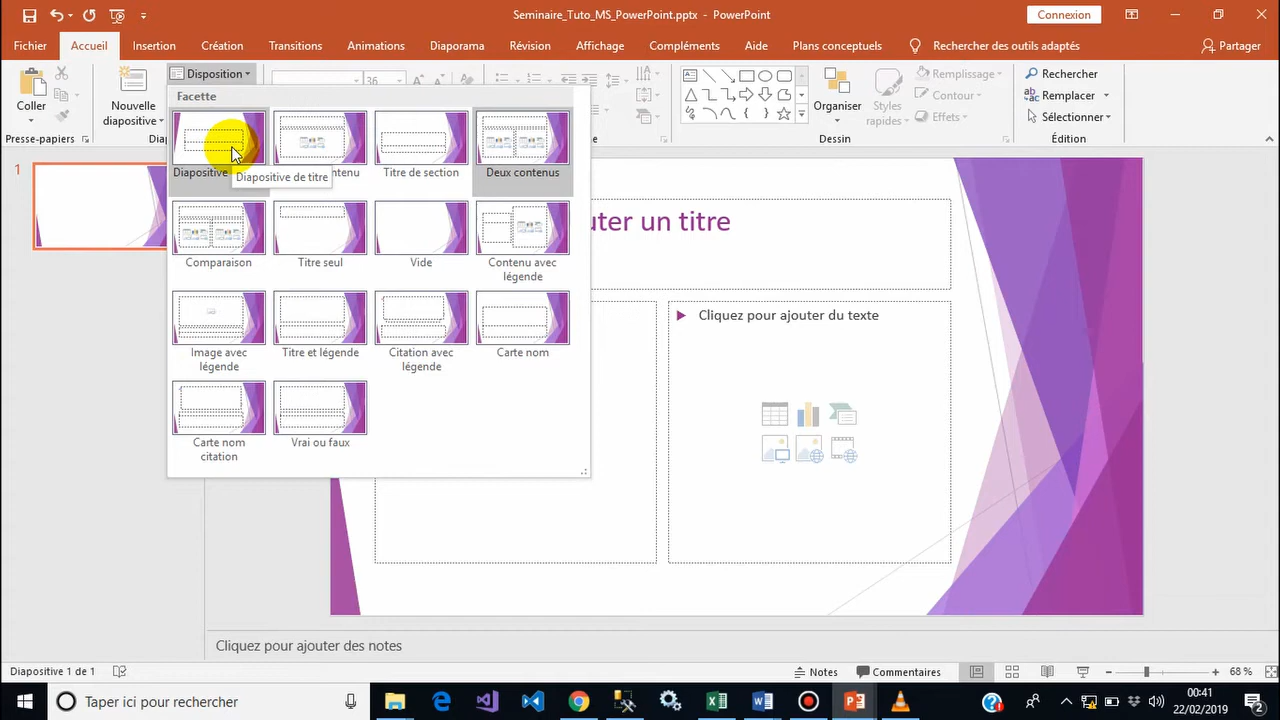 Seminaire_Tuto_MS_PowerPoint.pptx - PowerPoint
Connexion
Fichier Accueil Insertion Création Transitions Animations Diaporama Révision Affichage Compléments Aide Plans conceptuels Rechercher des outils adaptés Partager
Coller
Presse-papiers
Nouvelle
diapositive
Disposition
36
Organiser
Styles
rapides
Remplissage
Effets
Dessin
Rechercher
Remplacer
Sélectionner
Édition
Facette
Diapositive
Titre de section
Deux contenus
Diapositive de titre
Comparaison
Titre seul
Vide
Contenu avec
légende
Image avec
légende
Titre et légende
Citation avec
légende
Carte nom
Carte nom
citation
Vrai ou faux
1
un titre
Cliquez pour ajouter du texte
Cliquez pour ajouter des notes
Diapositive 1 de 1
Notes
Commentaires
68 %
Taper ici pour rechercher
00:41
22/02/2019
2